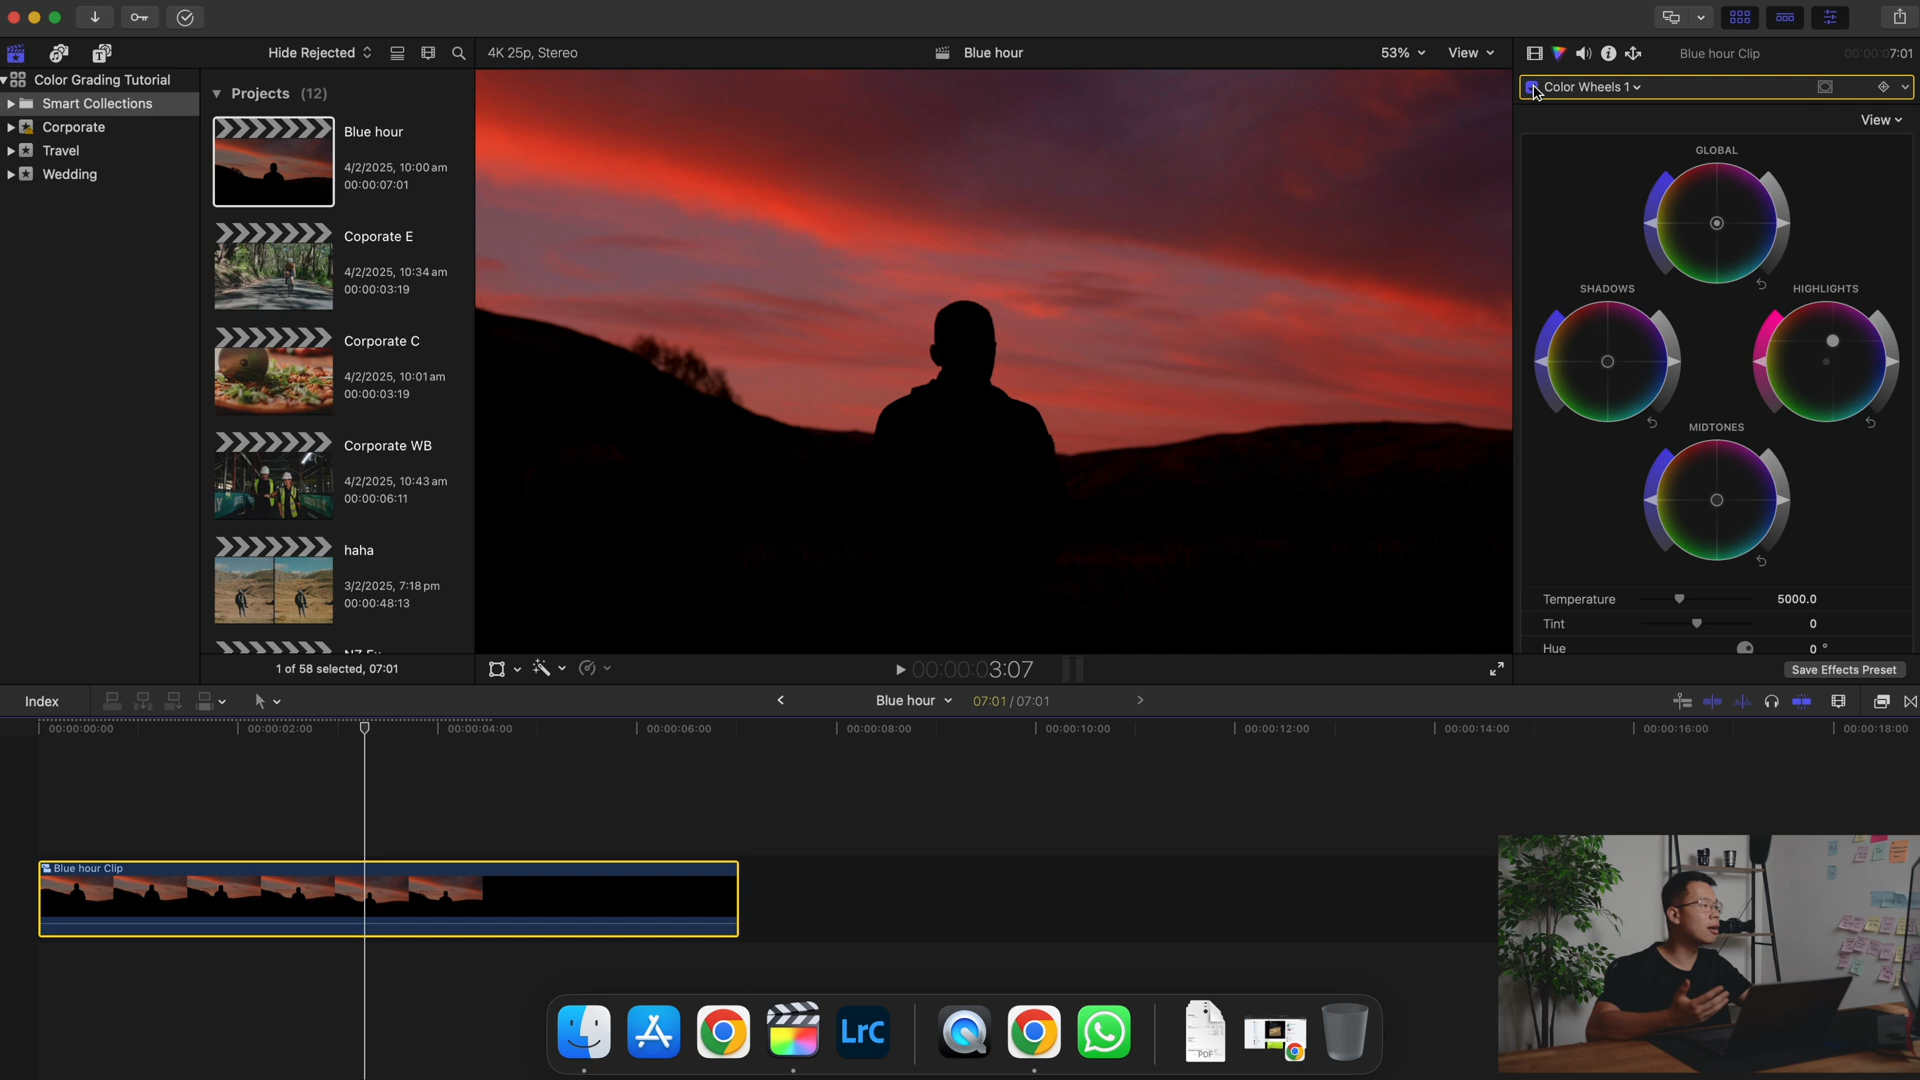 Hide Rejected
4K 25p, Stereo
Blue hour
53%
View
Blue hour Clip
00:00:07:01
Color Grading Tutorial
Smart Collections
Corporate
Travel
Wedding
Projects (12)
Blue hour
4/2/2025, 10:00 am
00:00:07:01
Coporate E
4/2/2025, 10:34 am
00:00:03:19
Corporate C
4/2/2025, 10:01 am
00:00:03:19
Corporate WB
4/2/2025, 10:43 am
00:00:06:11
haha
3/2/2025, 7:18 pm
00:00:48:13
1 of 58 selected, 07:01
Color Wheels 1
View
GLOBAL
SHADOWS
HIGHLIGHTS
MIDTONES
Temperature 5000.0
Tint 0
Hue 0 °
Save Effects Preset
00:00:03:07
Index
Blue hour
07:01 / 07:01
00:00:00:00
00:00:02:00
00:00:04:00
00:00:06:00
00:00:08:00
00:00:10:00
00:00:12:00
00:00:14:00
00:00:16:00
00:00:18:00
Blue hour Clip
LrC
PDF